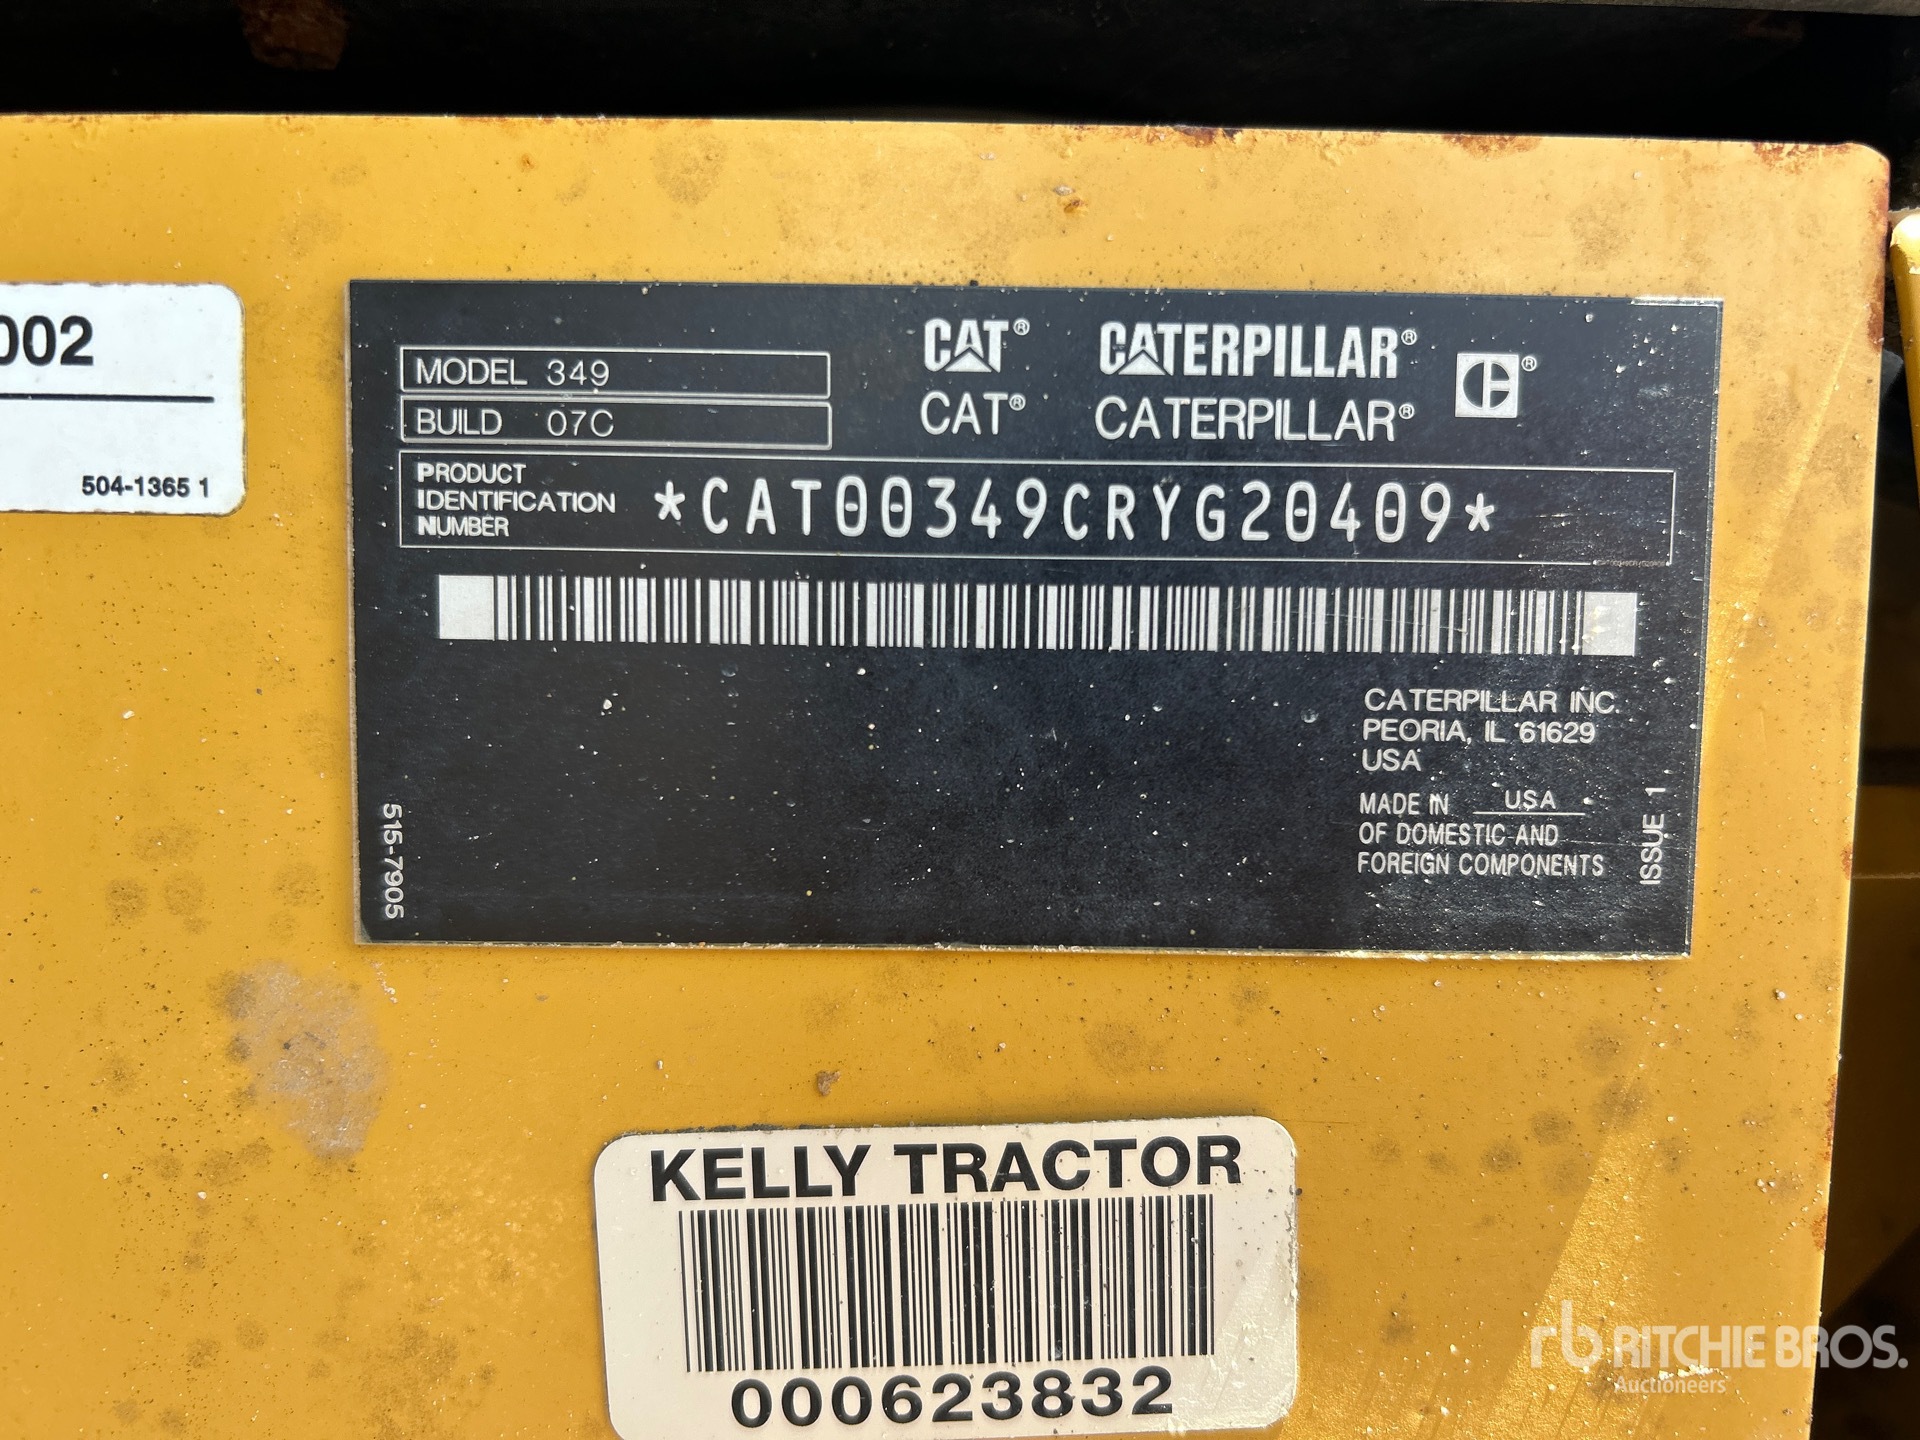 002
504-1365 1
MODEL 349
BUILD 07C
CAT® CATERPILLAR® ®
CAT® CATERPILLAR®
PRODUCT
IDENTIFICATION
NUMBER
*CAT00349CRYG20409*
CATERPILLAR INC.
PEORIA, IL 61629
USA
MADE IN USA
OF DOMESTIC AND
FOREIGN COMPONENTS
515-7905
ISSUE 1
KELLY TRACTOR
000623832
rb RITCHIE BROS.
Auctioneers